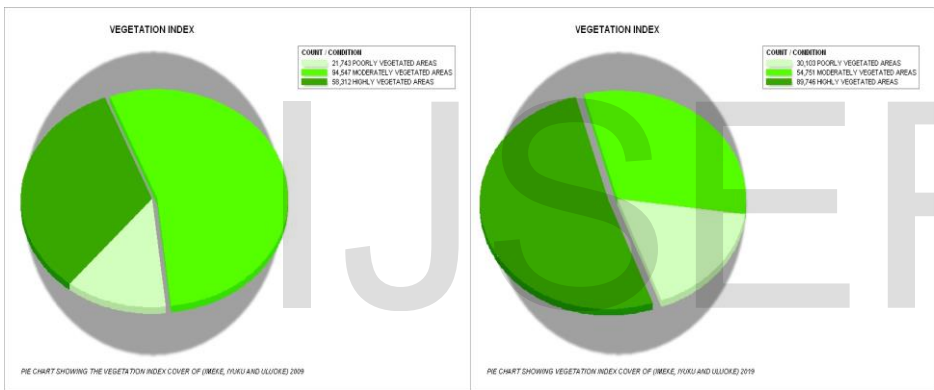 VEGETATION INDEX
COUNT / CONDITION
21,743 POORLY VEGETATED AREAS
94,547 MODERATELY VEGETATED AREAS
58,312 HIGHLY VEGETATED AREAS
PIE CHART SHOWING THE VEGETATION INDEX COVER OF (IMEKE, IYUKU AND ULUOKE) 2009
VEGETATION INDEX
COUNT / CONDITION
30,103 POORLY VEGETATED AREAS
54,751 MODERATELY VEGETATED AREAS
89,746 HIGHLY VEGETATED AREAS
PIE CHART SHOWING VEGETATION INDEX COVER OF (IMEKE, IYUKU AND ULUOKE) 2019
IJSER